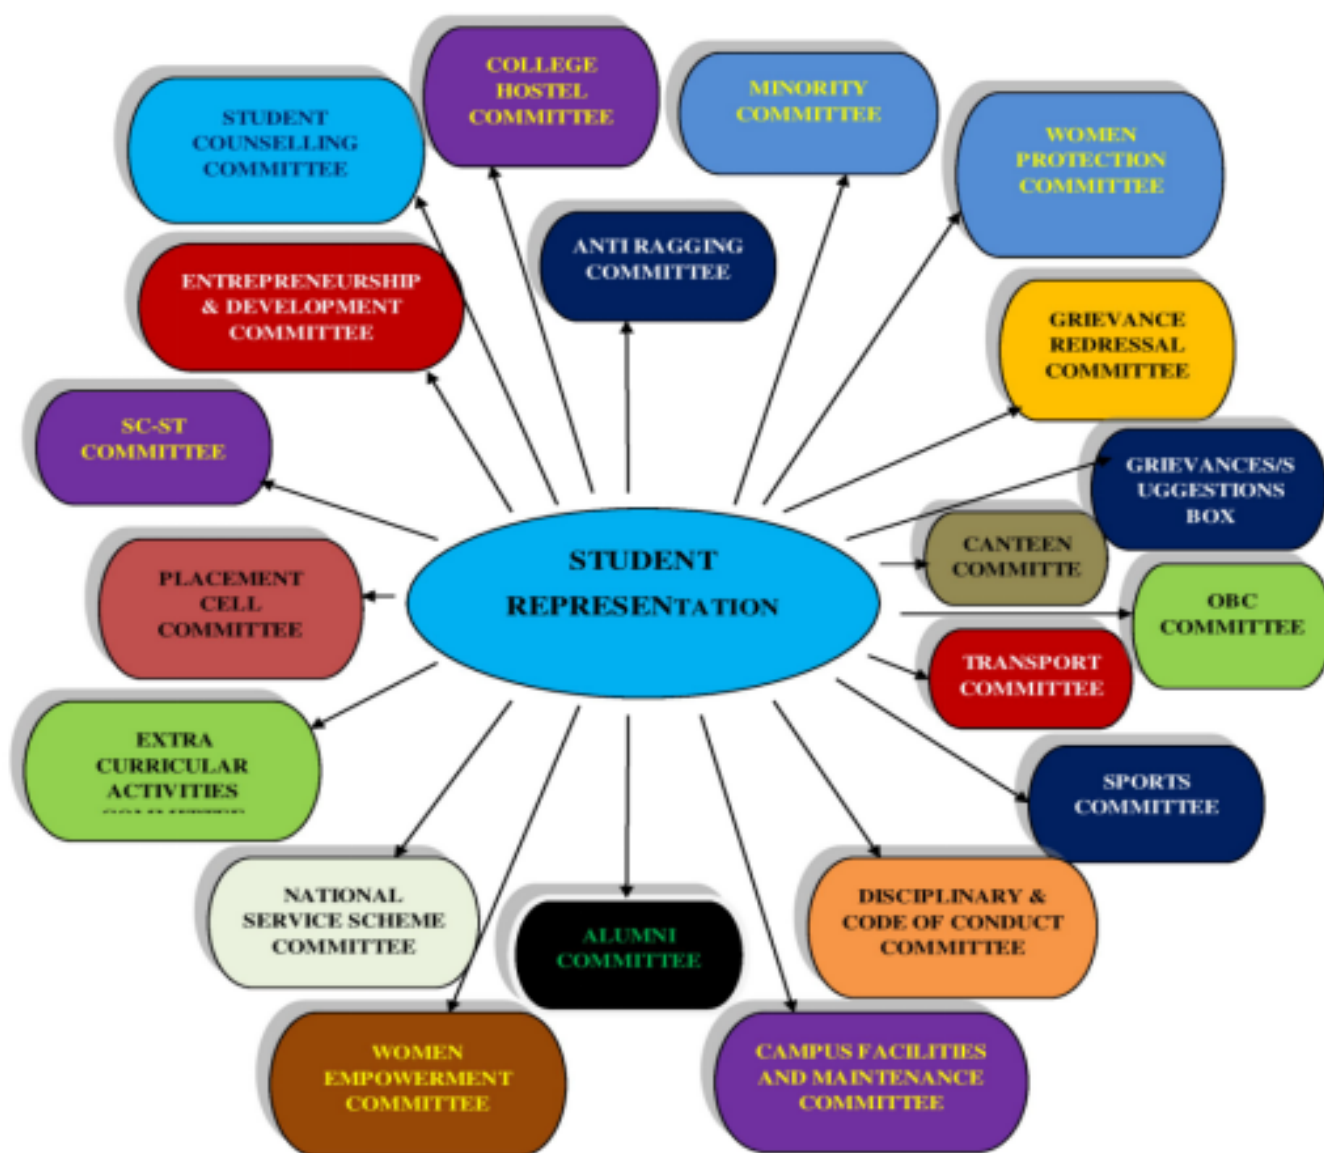 COLLEGE
HOSTEL
COMMITTEE
MINORITY
COMMITTEE
STUDENT
COUNSELLING
COMMITTEE
WOMEN
PROTECTION
COMMITTEE
ANTI RAGGING
COMMITTEE
ENTREPRENEURSHIP
& DEVELOPMENT
COMMITTEE
GRIEVANCE
REDRESSAL
COMMITTEE
SC-ST
COMMITTEE
GRIEVANCES/S
UGGESTIONS
BOX
STUDENT
REPRESENTATION
CANTEEN
COMMITTE
PLACEMENT
CELL
COMMITTEE
OBC
COMMITTEE
TRANSPORT
COMMITTEE
EXTRA
CURRICULAR
ACTIVITIES
SPORTS
COMMITTEE
NATIONAL
SERVICE SCHEME
COMMITTEE
ALUMNI
COMMITTEE
DISCIPLINARY &
CODE OF CONDUCT
COMMITTEE
WOMEN
EMPOWERMENT
COMMITTEE
CAMPUS FACILITIES
AND MAINTENANCE
COMMITTEE